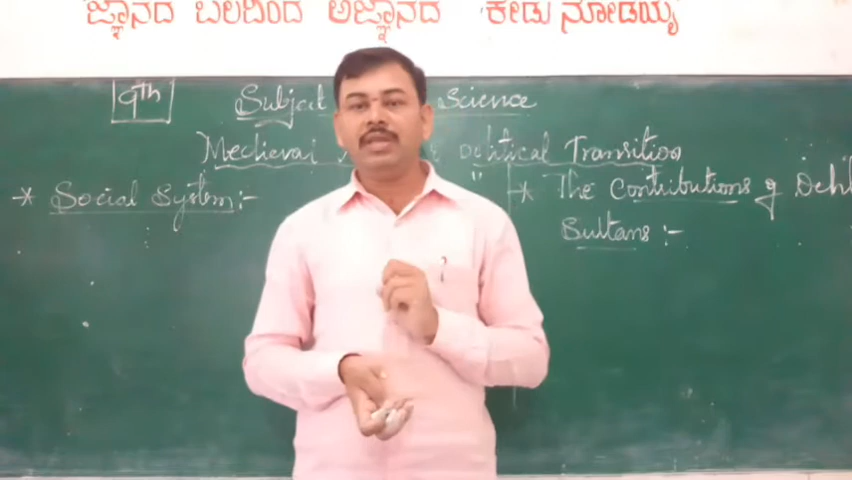 ಜ್ಞಾನದ ಬಲದಿಂದ ಅಜ್ಞಾನದ ಕೇಡು ನೋಡಯ್ಯ
9th Subject Science
Medieval Political Transition
* Social System :-
* The Contributions of Dehl
Sultans :-